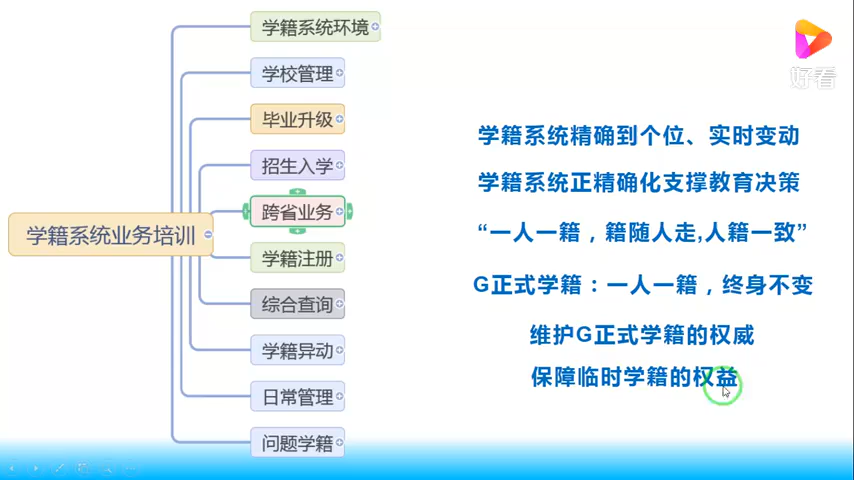 学籍系统业务培训
学籍系统环境
学校管理
毕业升级
招生入学
跨省业务
学籍注册
综合查询
学籍异动
日常管理
问题学籍
好看
学籍系统精确到个位、实时变动
学籍系统正精确化支撑教育决策
“一人一籍，籍随人走,人籍一致”
G正式学籍：一人一籍，终身不变
维护G正式学籍的权威
保障临时学籍的权益